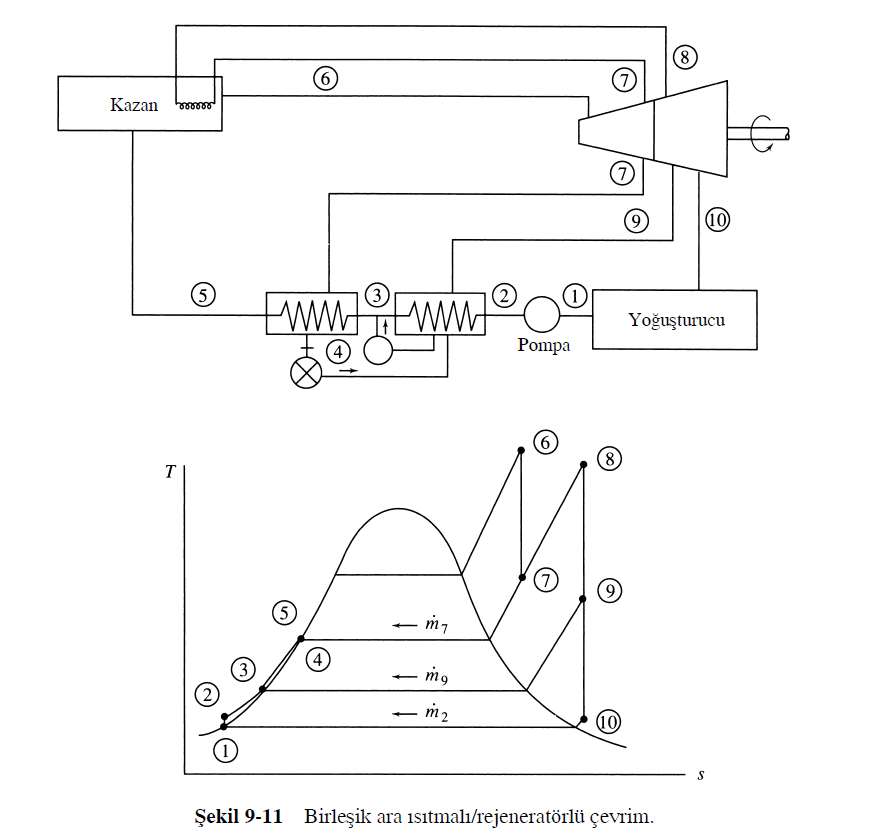 ⑧
⑥ ⑦
Kazan
⑦
⑨ ⑩
⑤ ③ ② ①
Yoğuşturucu
④ Pompa
T
⑥
⑧
⑦
⑨
⑤ ṁ7
④
③ ṁ9
② ṁ2
⑩
①
s
Şekil 9-11 Birleşik ara ısıtmalı/rejeneratörlü çevrim.